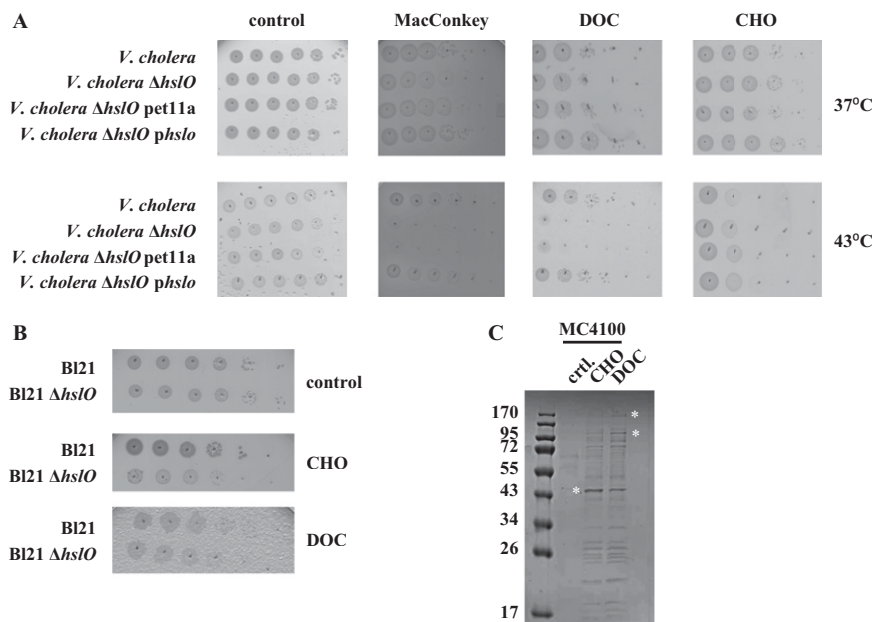 A
control
MacConkey
DOC
CHO
V. cholera
V. cholera ΔhslO
V. cholera ΔhslO pet11a
V. cholera ΔhslO phslo
37°C
V. cholera
V. cholera ΔhslO
V. cholera ΔhslO pet11a
V. cholera ΔhslO phslo
43°C
B
Bl21
Bl21 ΔhslO
control
Bl21
Bl21 ΔhslO
CHO
Bl21
Bl21 ΔhslO
DOC
C
MC4100
crtl.
CHO
DOC
170
95
72
55
43
34
26
17
*
*
*